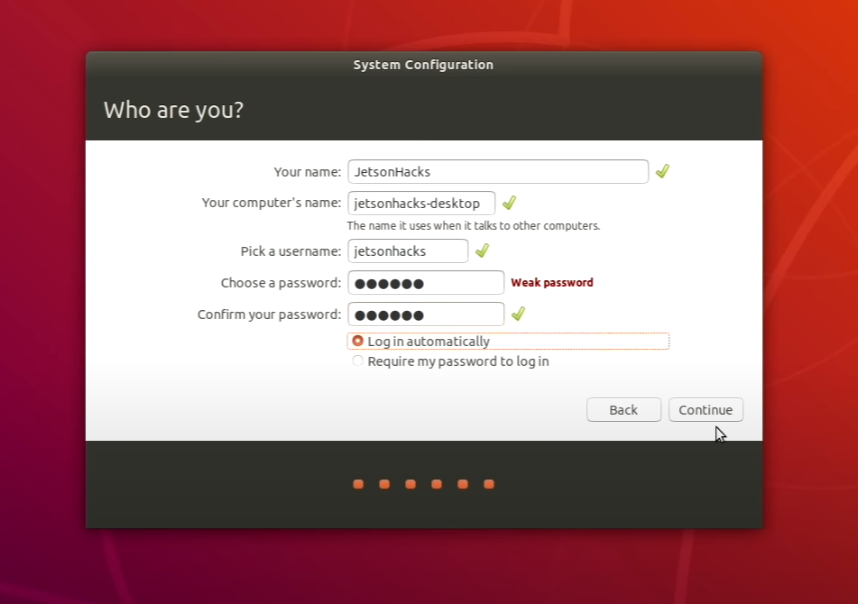 System Configuration
Who are you?
Your name: JetsonHacks
Your computer's name: jetsonhacks-desktop
The name it uses when it talks to other computers.
Pick a username: jetsonhacks
Choose a password: ●●●●●● Weak password
Confirm your password: ●●●●●●
Log in automatically
Require my password to log in
Back Continue